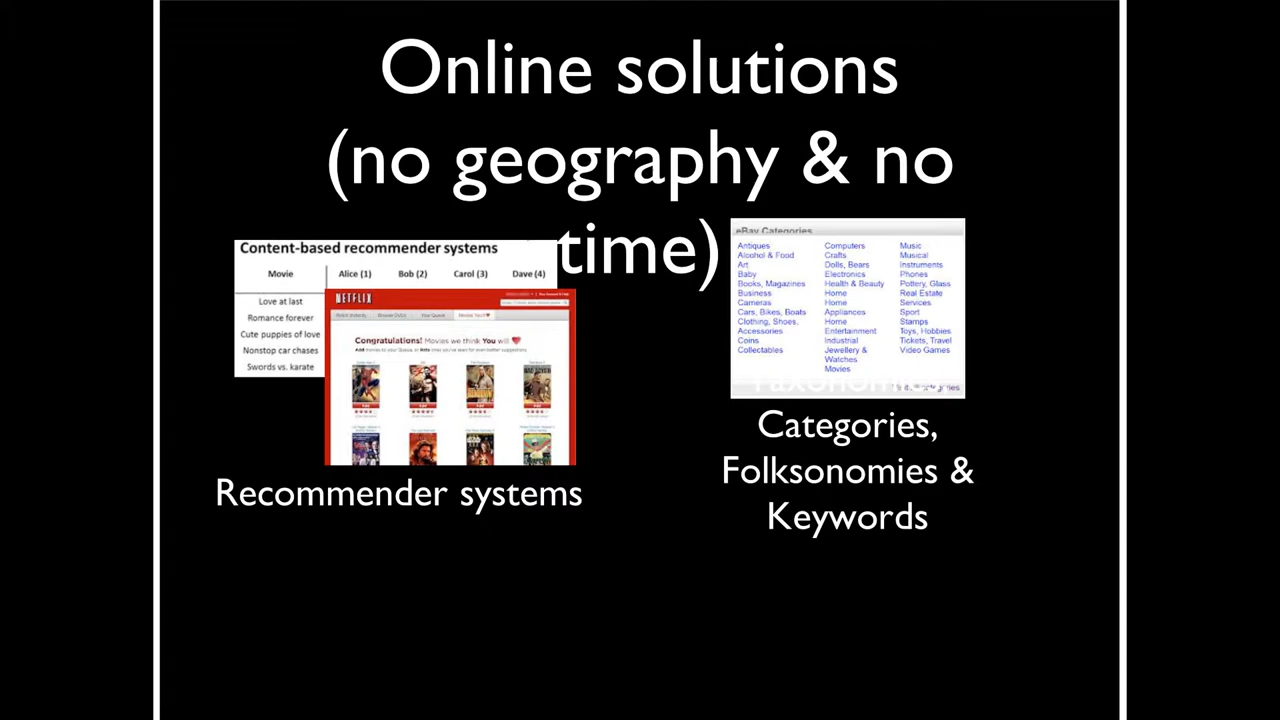 Online solutions
(no geography & no
time)
Content-based recommender systems
Movie Alice (1) Bob (2) Carol (3) Dave (4)
Love at last
Romance forever
Cute puppies of love
Nonstop car chases
Swords vs. karate
NETFLIX
Congratulations! Movies we think You will
Recommender systems
eBay Categories
Antiques
Alcohol & Food
Art
Baby
Books, Magazines
Business
Cameras
Cars, Bikes, Boats
Clothing, Shoes,
Accessories
Coins
Collectables
Computers
Crafts
Dolls, Bears
Electronics
Health & Beauty
Home
Home
Appliances
Home
Entertainment
Industrial
Jewellery &
Watches
Movies
Music
Musical
Instruments
Phones
Pottery, Glass
Real Estate
Services
Sport
Stamps
Toys, Hobbies
Tickets, Travel
Video Games
Categories,
Folksonomies &
Keywords